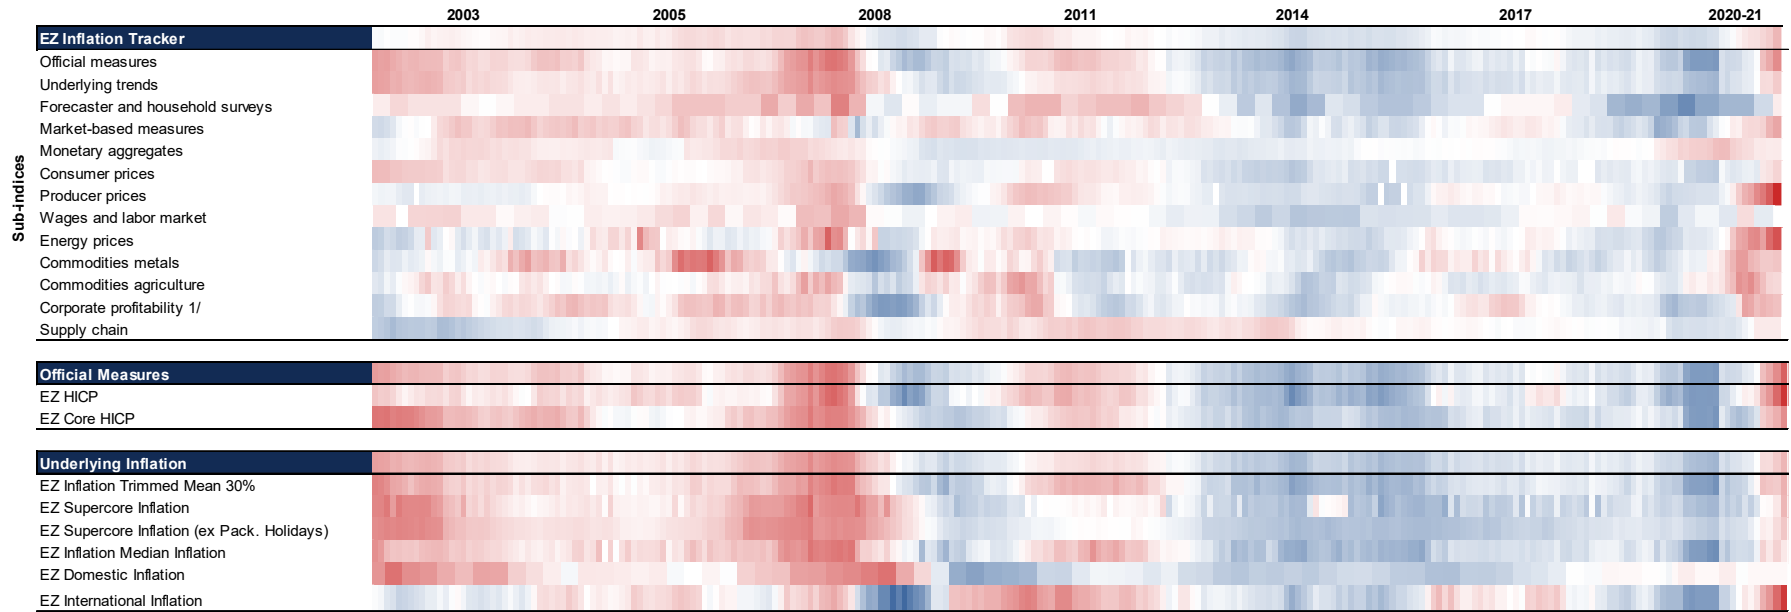 2003 2005 2008 2011 2014 2017 2020-21
EZ Inflation Tracker
Sub-indices
Official measures
Underlying trends
Forecaster and household surveys
Market-based measures
Monetary aggregates
Consumer prices
Producer prices
Wages and labor market
Energy prices
Commodities metals
Commodities agriculture
Corporate profitability 1/
Supply chain
Official Measures
EZ HICP
EZ Core HICP
Underlying Inflation
EZ Inflation Trimmed Mean 30%
EZ Supercore Inflation
EZ Supercore Inflation (ex Pack. Holidays)
EZ Inflation Median Inflation
EZ Domestic Inflation
EZ International Inflation